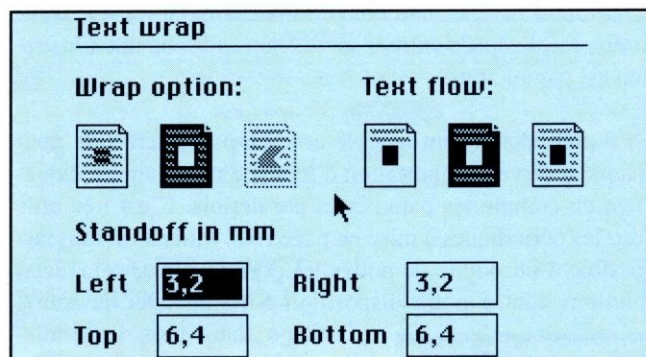 Text wrap
Wrap option: Text flow:
Standoff in mm
Left 3,2 Right 3,2
Top 6,4 Bottom 6,4